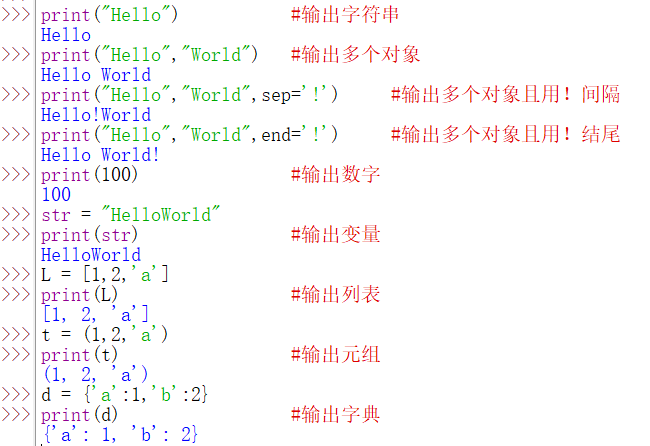 >>> print("Hello") #输出字符串
Hello
>>> print("Hello","World") #输出多个对象
Hello World
>>> print("Hello","World",sep='!') #输出多个对象且用！间隔
Hello!World
>>> print("Hello","World",end='!') #输出多个对象且用！结尾
Hello World!
>>> print(100) #输出数字
100
>>> str = "HelloWorld"
>>> print(str) #输出变量
HelloWorld
>>> L = [1,2,'a']
>>> print(L) #输出列表
[1, 2, 'a']
>>> t = (1,2,'a')
>>> print(t) #输出元组
(1, 2, 'a')
>>> d = {'a':1,'b':2}
>>> print(d) #输出字典
{'a': 1, 'b': 2}